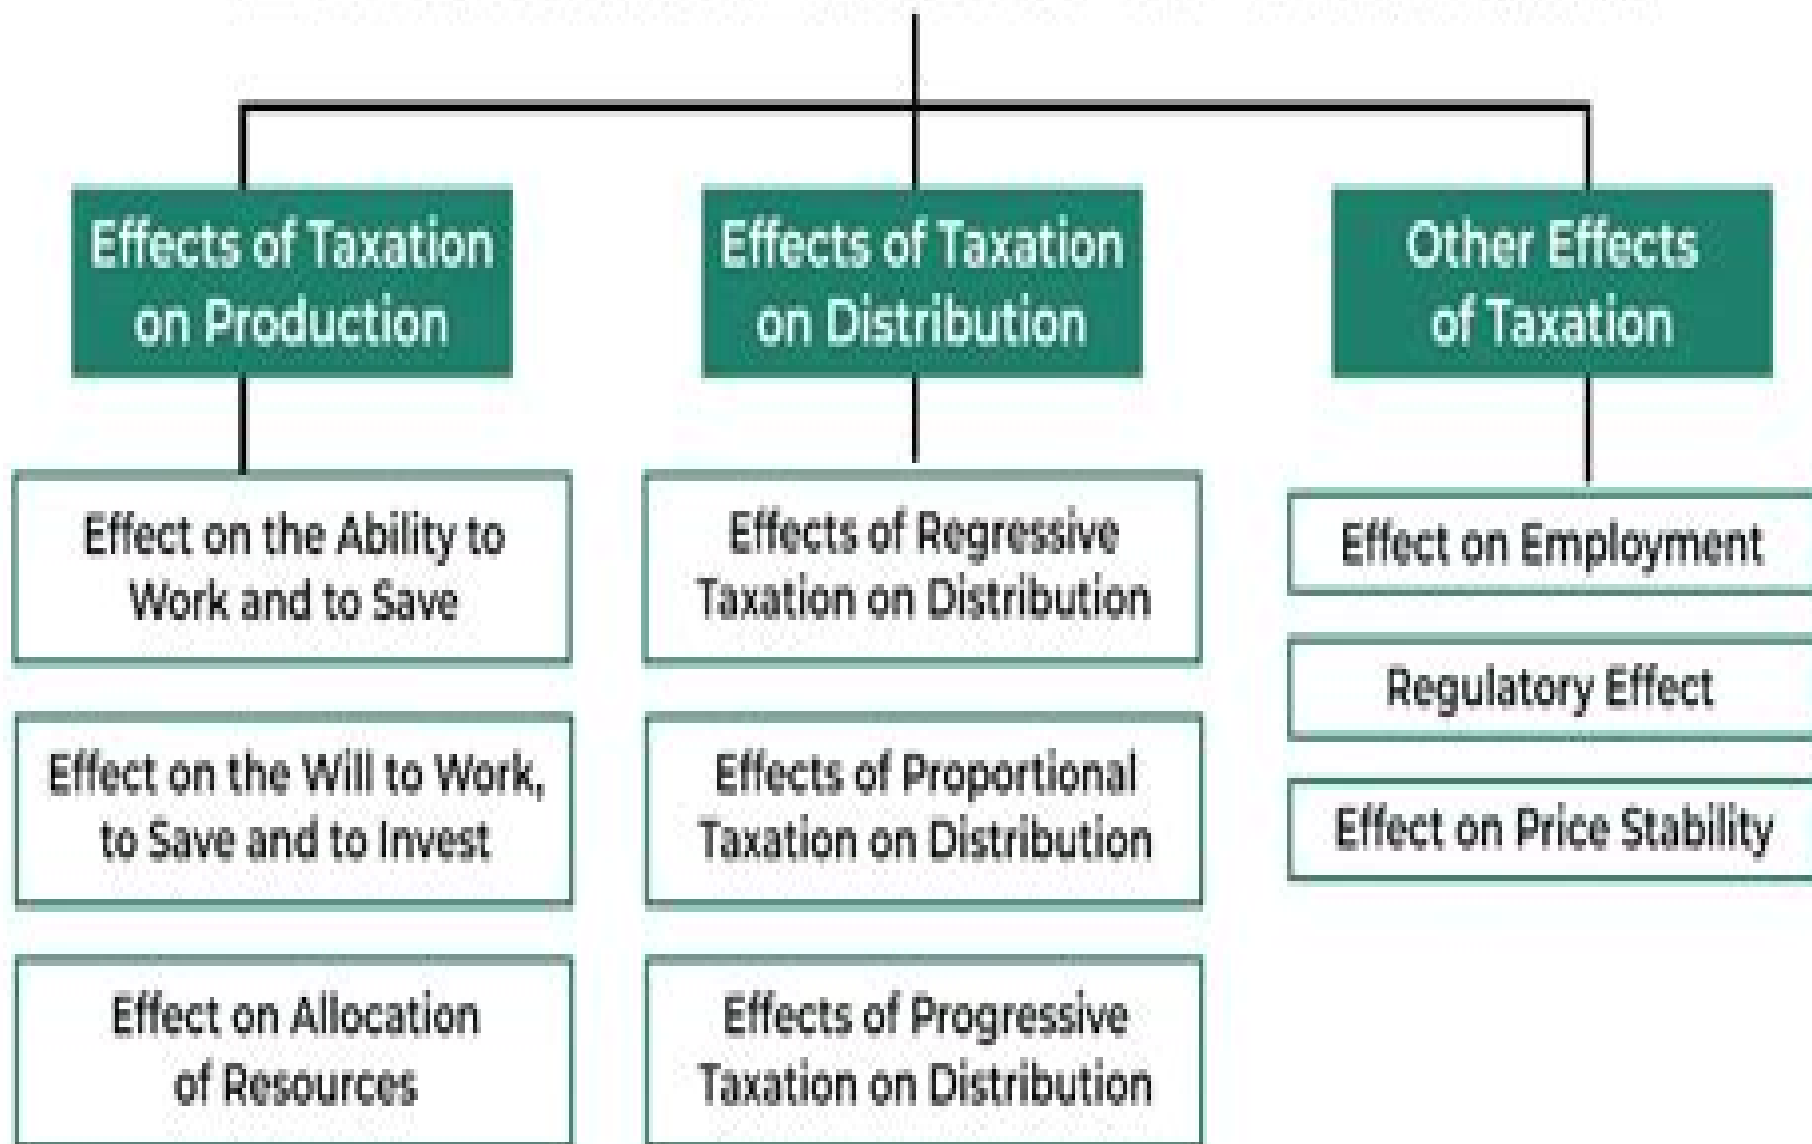 Effects of Taxation
on Production
Effect on the Ability to
Work and to Save
Effect on the Will to Work,
to Save and to Invest
Effect on Allocation
of Resources
Effects of Taxation
on Distribution
Effects of Regressive
Taxation on Distribution
Effects of Proportional
Taxation on Distribution
Effects of Progressive
Taxation on Distribution
Other Effects
of Taxation
Effect on Employment
Regulatory Effect
Effect on Price Stability